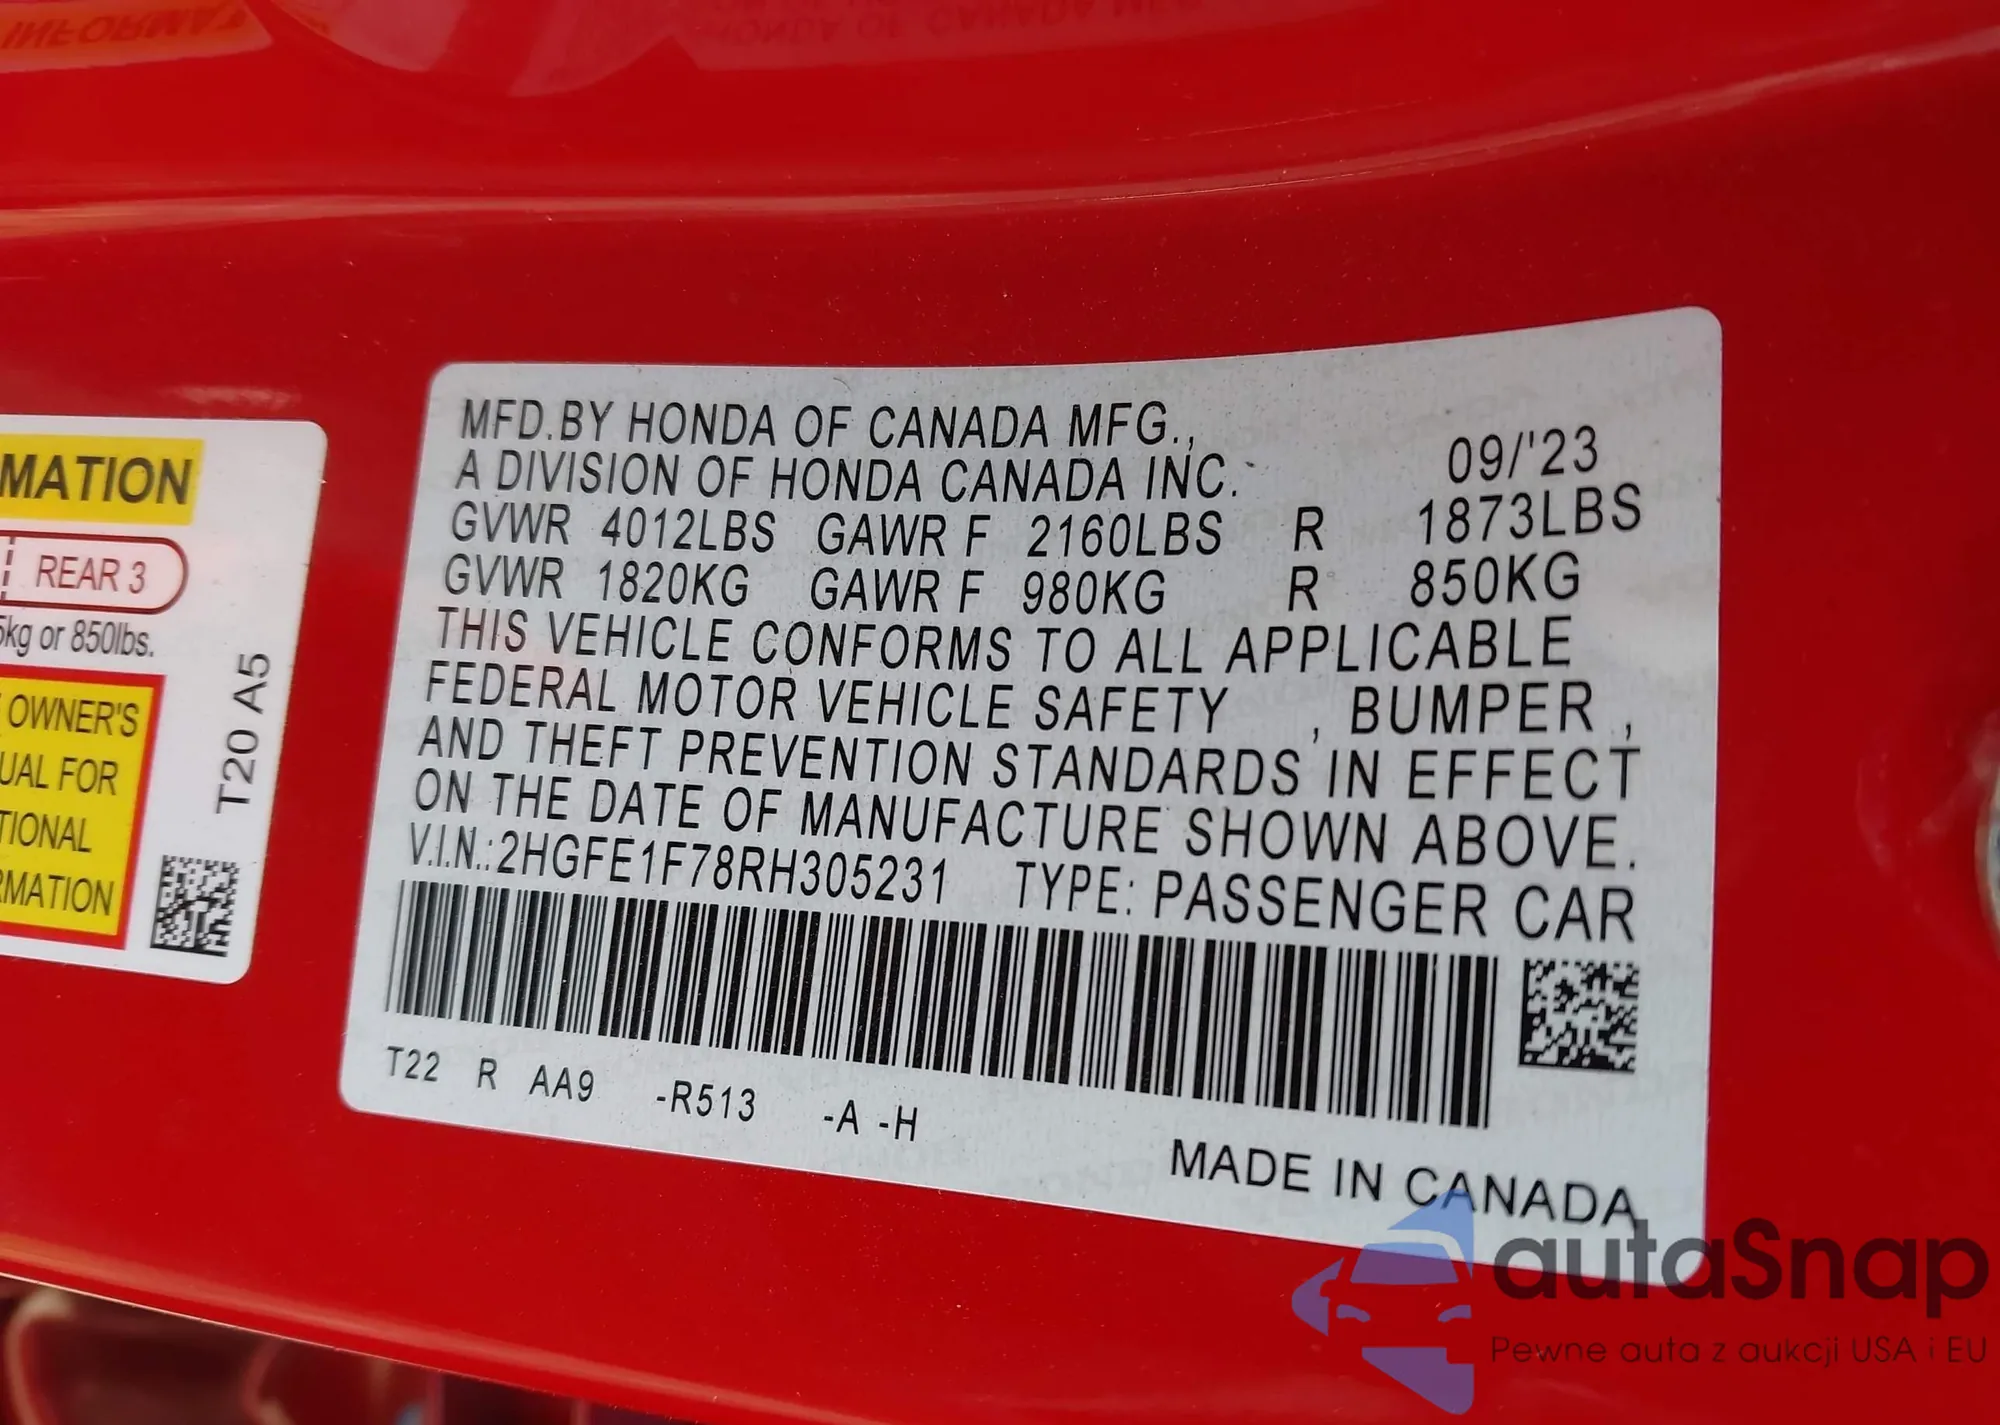 MATION
REAR 3
5kg or 850lbs.
OWNER'S
UAL FOR
TIONAL
RMATION
T20 A5
MFD.BY HONDA OF CANADA MFG.,
A DIVISION OF HONDA CANADA INC.
09/'23
GVWR 4012LBS GAWR F 2160LBS R 1873LBS
GVWR 1820KG GAWR F 980KG R 850KG
THIS VEHICLE CONFORMS TO ALL APPLICABLE
FEDERAL MOTOR VEHICLE SAFETY , BUMPER ,
AND THEFT PREVENTION STANDARDS IN EFFECT
ON THE DATE OF MANUFACTURE SHOWN ABOVE.
V.I.N.:2HGFE1F78RH305231 TYPE: PASSENGER CAR
T22 R AA9 -R513 -A -H
MADE IN CANADA
autaSnap
Pewne auta z aukcji USA i EU